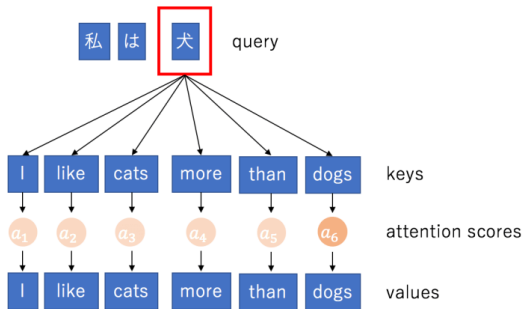 私 は 犬 query
I like cats more than dogs keys
a₁ a₂ a₃ a₄ a₅ a₆ attention scores
I like cats more than dogs values